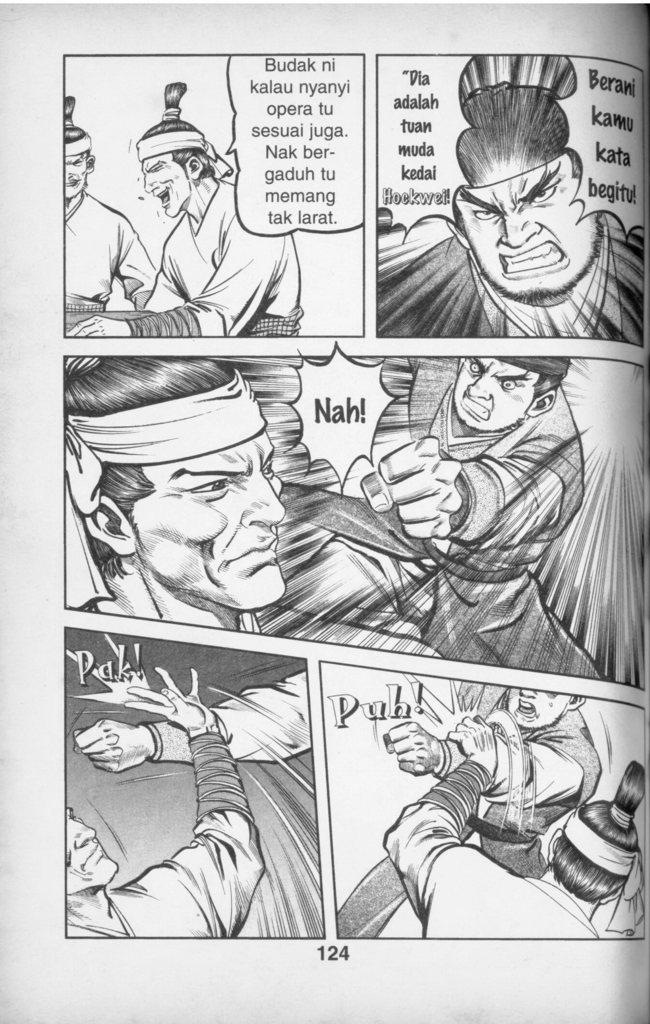 Budak ni
kalau nyanyi
opera tu
sesuai juga.
Nak ber-
gaduh tu
memang
tak larat.
"Dia
adalah
tuan
muda
kedai
Hoekwei!
Berani
kamu
kata
begitu!
Nah!
Pak!
Puh!
124